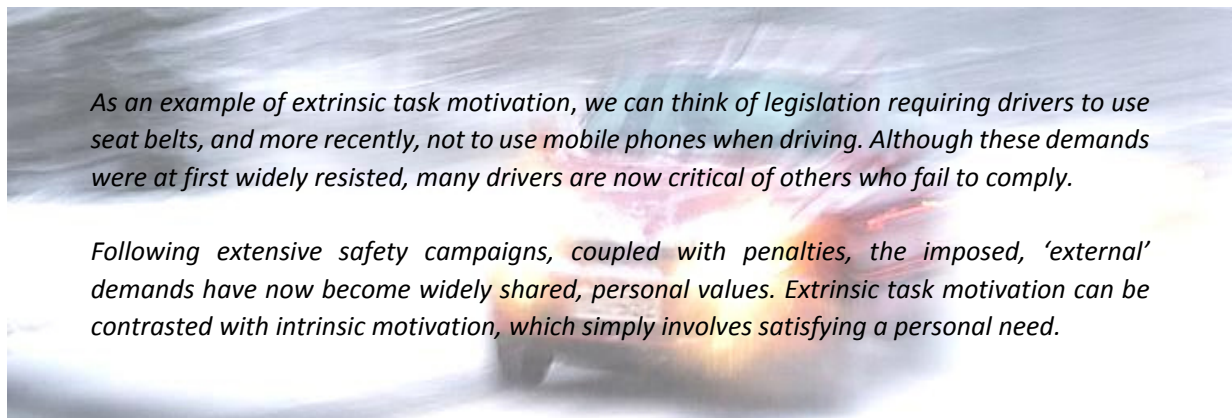 As an example of extrinsic task motivation, we can think of legislation requiring drivers to use
seat belts, and more recently, not to use mobile phones when driving. Although these demands
were at first widely resisted, many drivers are now critical of others who fail to comply.
Following extensive safety campaigns, coupled with penalties, the imposed, ‘external’
demands have now become widely shared, personal values. Extrinsic task motivation can be
contrasted with intrinsic motivation, which simply involves satisfying a personal need.